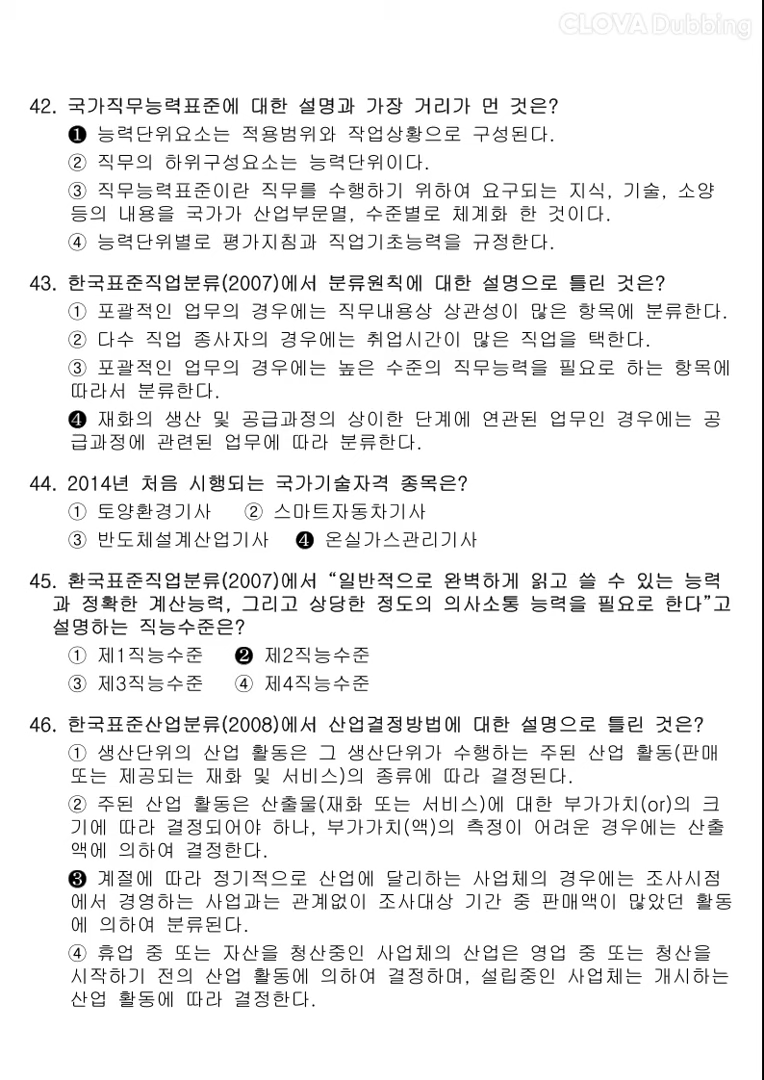 CLOVA Dubbing
42. 국가직무능력표준에 대한 설명과 가장 거리가 먼 것은?
❶ 능력단위요소는 적용범위와 작업상황으로 구성된다.
② 직무의 하위구성요소는 능력단위이다.
③ 직무능력표준이란 직무를 수행하기 위하여 요구되는 지식, 기술, 소양
등의 내용을 국가가 산업부문멸, 수준별로 체계화 한 것이다.
④ 능력단위별로 평가지침과 직업기초능력을 규정한다.
43. 한국표준직업분류(2007)에서 분류원칙에 대한 설명으로 틀린 것은?
① 포괄적인 업무의 경우에는 직무내용상 상관성이 많은 항목에 분류한다.
② 다수 직업 종사자의 경우에는 취업시간이 많은 직업을 택한다.
③ 포괄적인 업무의 경우에는 높은 수준의 직무능력을 필요로 하는 항목에
따라서 분류한다.
❹ 재화의 생산 및 공급과정의 상이한 단계에 연관된 업무인 경우에는 공
급과정에 관련된 업무에 따라 분류한다.
44. 2014년 처음 시행되는 국가기술자격 종목은?
① 토양환경기사 ② 스마트자동차기사
③ 반도체설계산업기사 ❹ 온실가스관리기사
45. 환국표준직업분류(2007)에서 “일반적으로 완벽하게 읽고 쓸 수 있는 능력
과 정확한 계산능력, 그리고 상당한 정도의 의사소통 능력을 필요로 한다”고
설명하는 직능수준은?
① 제1직능수준 ❷ 제2직능수준
③ 제3직능수준 ④ 제4직능수준
46. 한국표준산업분류(2008)에서 산업결정방법에 대한 설명으로 틀린 것은?
① 생산단위의 산업 활동은 그 생산단위가 수행하는 주된 산업 활동(판매
또는 제공되는 재화 및 서비스)의 종류에 따라 결정된다.
② 주된 산업 활동은 산출물(재화 또는 서비스)에 대한 부가가치(or)의 크
기에 따라 결정되어야 하나, 부가가치(액)의 측정이 어려운 경우에는 산출
액에 의하여 결정한다.
❸ 계절에 따라 정기적으로 산업에 달리하는 사업체의 경우에는 조사시점
에서 경영하는 사업과는 관계없이 조사대상 기간 중 판매액이 많았던 활동
에 의하여 분류된다.
④ 휴업 중 또는 자산을 청산중인 사업체의 산업은 영업 중 또는 청산을
시작하기 전의 산업 활동에 의하여 결정하며, 설립중인 사업체는 개시하는
산업 활동에 따라 결정한다.